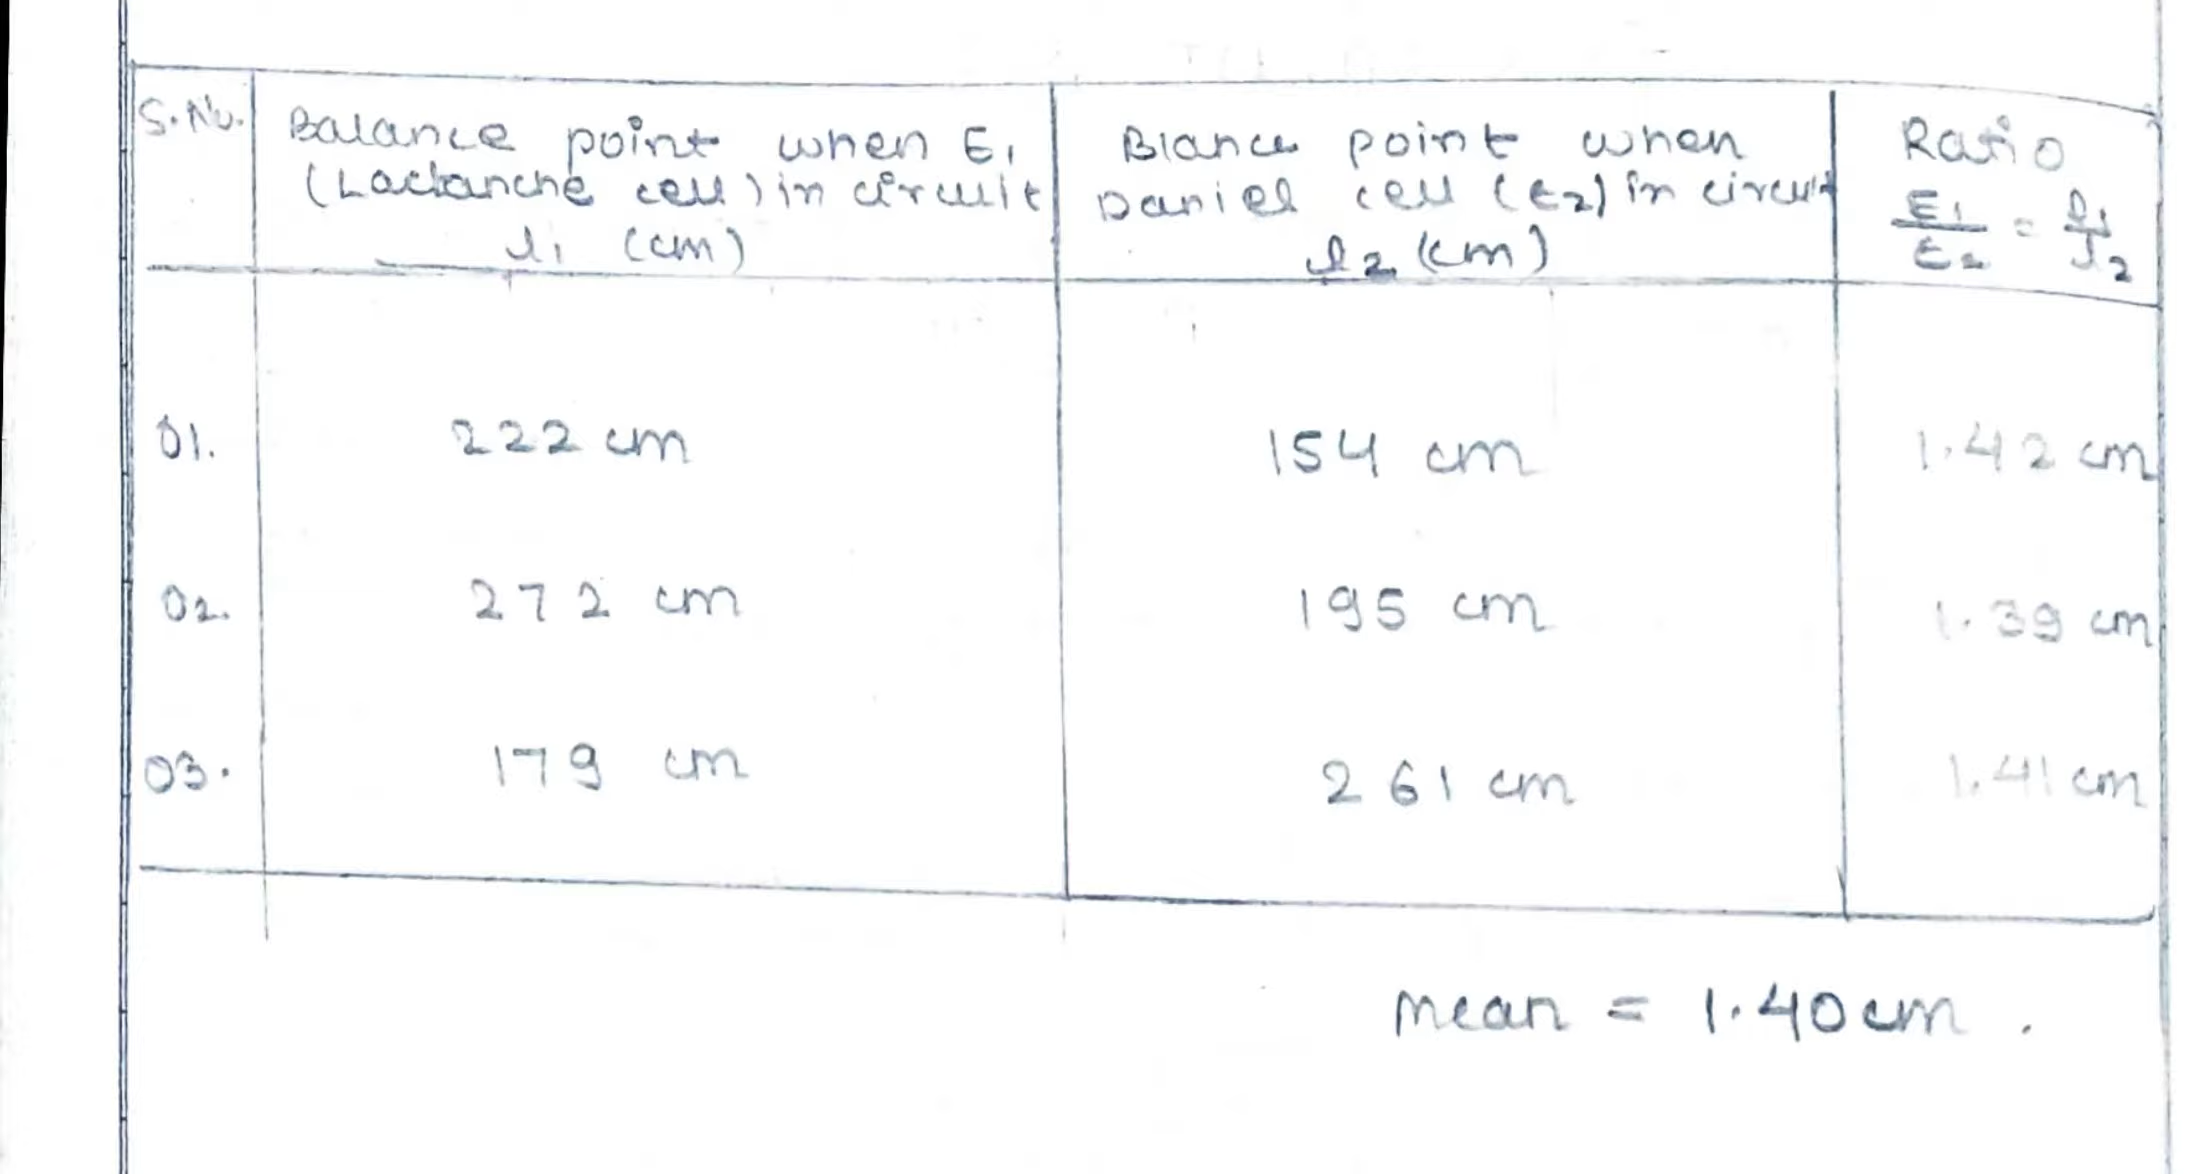 S.No. Balance point when E1 (Laclanche cell) in circuit l1 (cm) Blance point when Daniel cell (E2) in circuit l2 (cm) Ratio E1/E2 = l1/l2
01. 222 cm 154 cm 1.42 cm
02. 272 cm 195 cm 1.39 cm
03. 179 cm 261 cm 1.41 cm
mean = 1.40 cm.